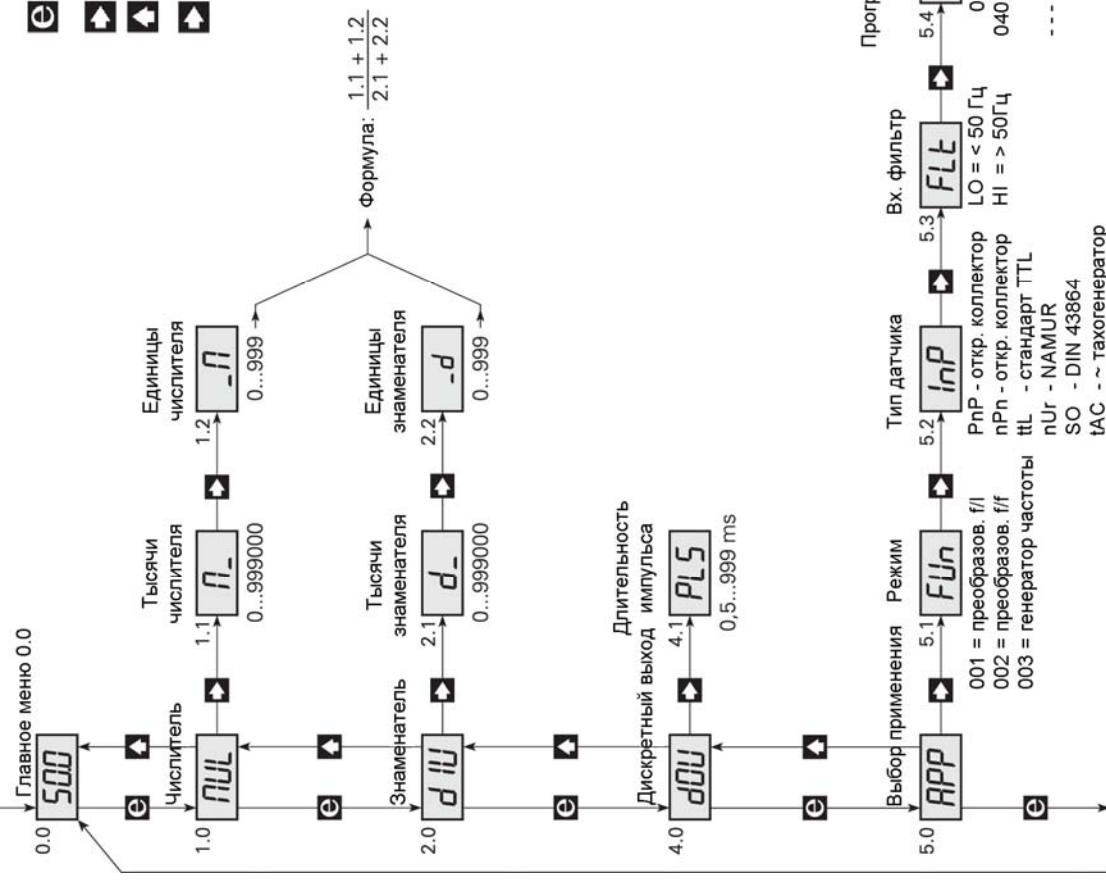 Главное меню 0.0
0.0
50.0
e
Числитель
1.0
NUL
Тысячи
числителя
1.1
n_
0...999000
Единицы
числителя
1.2
_n
0...999
Формула: 1.1 + 1.2
2.1 + 2.2
e
Знаменатель
2.0
dIU
Тысячи
знаменателя
2.1
d_
0...999000
Единицы
знаменателя
2.2
_d
0...999
e
Дискретный выход
4.0
dOU
Длительность
импульса
4.1
PLS
0,5...999 ms
e
Выбор применения
5.0
APP
e
Режим
5.1
FUn
001 = преобразов. f/I
002 = преобразов. f/f
003 = генератор частоты
Тип датчика
5.2
InP
PnP - откр. коллектор
nPn - откр. коллектор
ttL - стандарт TTL
nUr - NAMUR
SO - DIN 43864
tAC - ~ тахогенератор
Вх. фильтр
5.3
FLt
LO = < 50 Гц
HI = > 50Гц
5.4
040
e